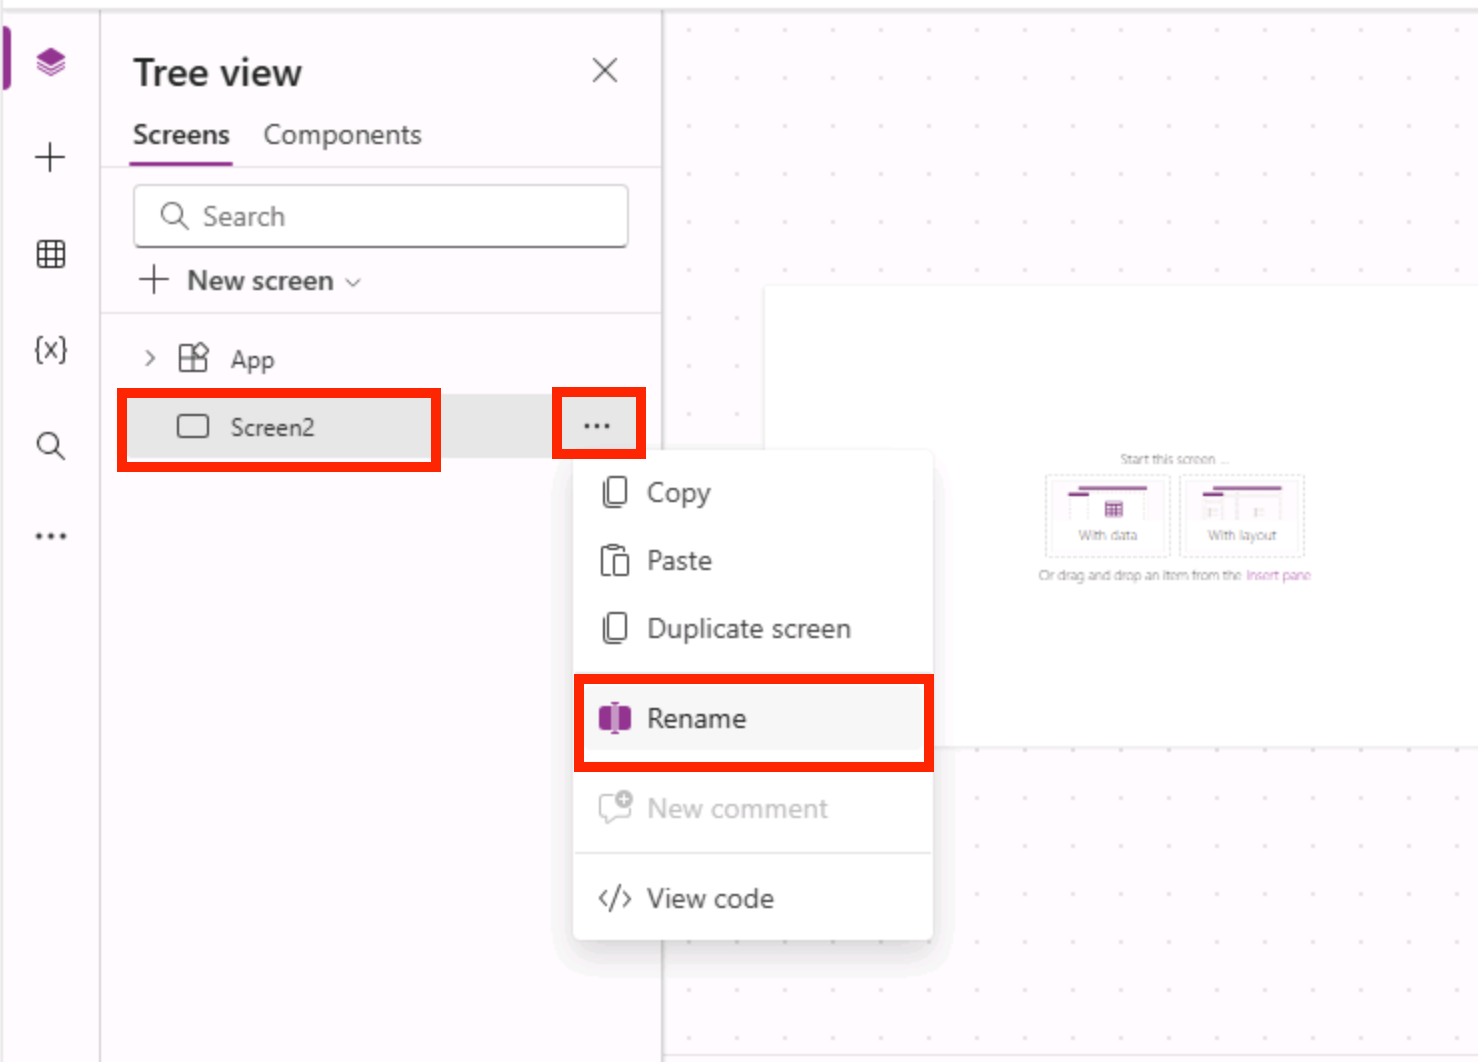 Tree view
Screens Components
Search
New screen
App
Screen2
...
Copy
Paste
Duplicate screen
Rename
New comment
View code
Start this screen ...
With data
With layout
Or drag and drop an item from the Insert pane